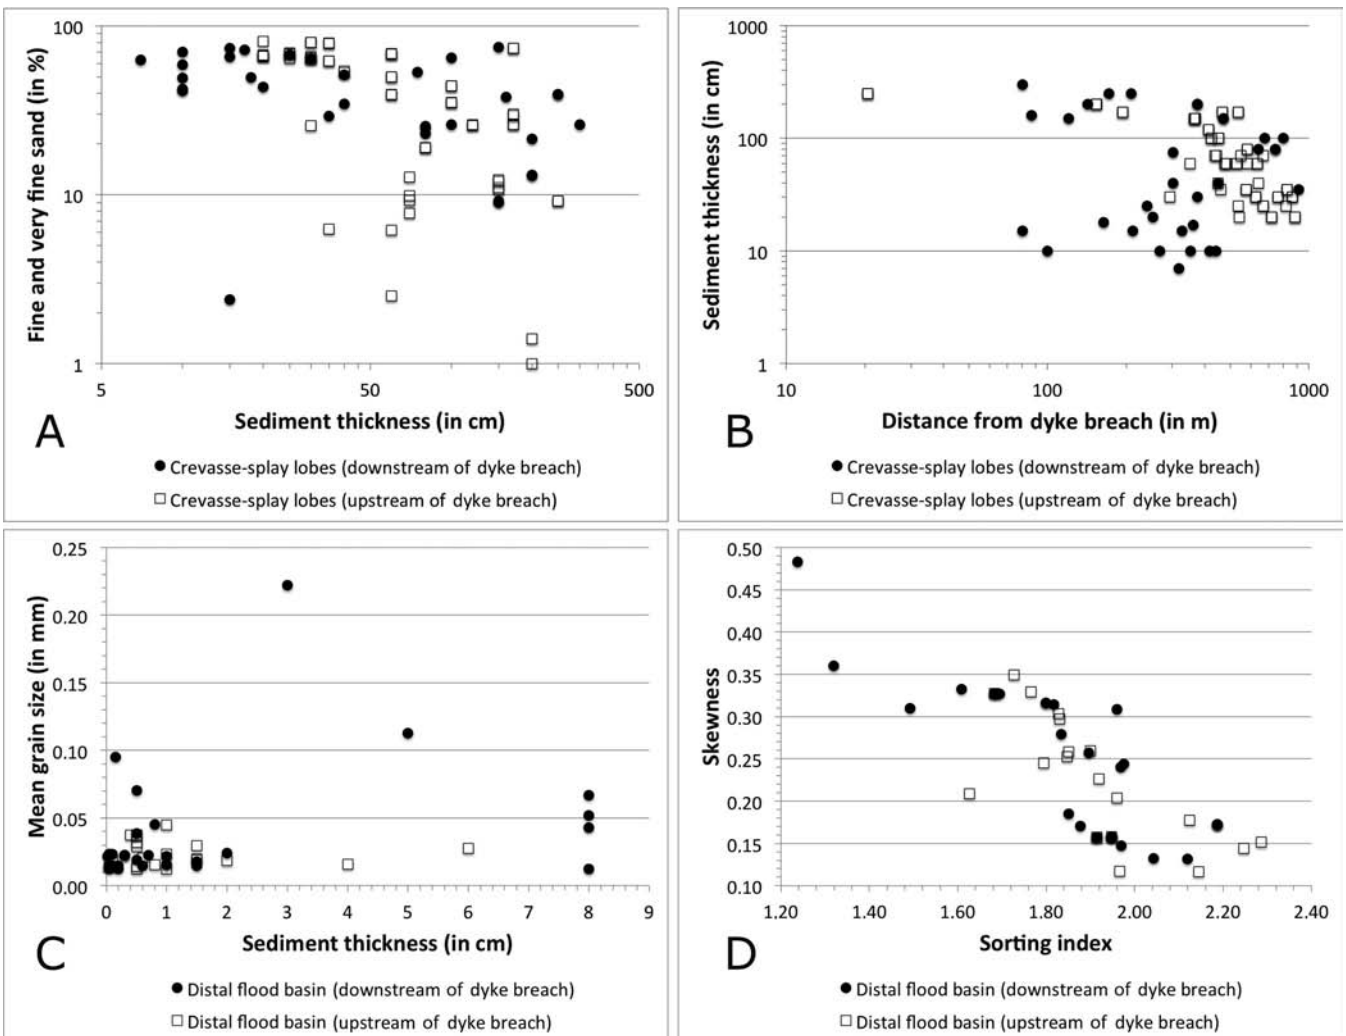 100
10
1
5
50
500
Fine and very fine sand (in %)
Sediment thickness (in cm)
A
Crevasse-splay lobes (downstream of dyke breach)
Crevasse-splay lobes (upstream of dyke breach)
1000
100
10
1
10
100
1000
Sediment thickness (in cm)
Distance from dyke breach (in m)
B
Crevasse-splay lobes (downstream of dyke breach)
Crevasse-splay lobes (upstream of dyke breach)
0.25
0.20
0.15
0.10
0.05
0.00
0 1 2 3 4 5 6 7 8 9
Mean grain size (in mm)
Sediment thickness (in cm)
C
Distal flood basin (downstream of dyke breach)
Distal flood basin (upstream of dyke breach)
0.50
0.45
0.40
0.35
0.30
0.25
0.20
0.15
0.10
1.20 1.40 1.60 1.80 2.00 2.20 2.40
Skewness
Sorting index
D
Distal flood basin (downstream of dyke breach)
Distal flood basin (upstream of dyke breach)